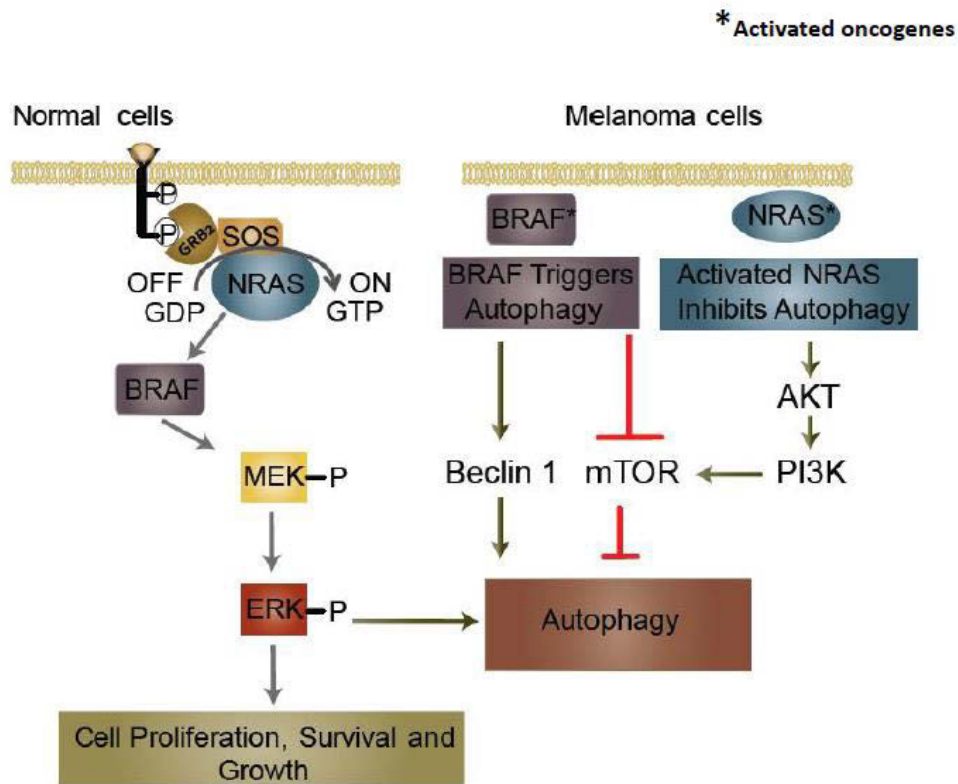 *Activated oncogenes
Normal cells
Melanoma cells
P
P
GRB2
SOS
OFF
GDP
NRAS
ON
GTP
BRAF
MEK-P
ERK-P
Cell Proliferation, Survival and
Growth
BRAF*
NRAS*
BRAF Triggers
Autophagy
Activated NRAS
Inhibits Autophagy
AKT
Beclin 1
mTOR
PI3K
Autophagy